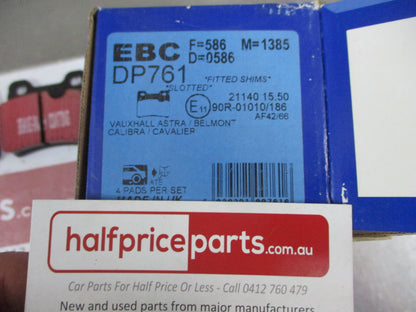 EBC F=586 M=1385
D=0586
DP761 "FITTED SHIMS"
"SLOTTED"
21140 15.50
E11 90R-01010/186
AF42/66
VAUXHALL ASTRA / BELMONT
CALIBRA / CAVALIER
ATE
4 PADS PER SET
MADE IN UK
halfpriceparts.com.au
Car Parts For Half Price Or Less - Call 0412 760 479
New and used parts from major manufacturers